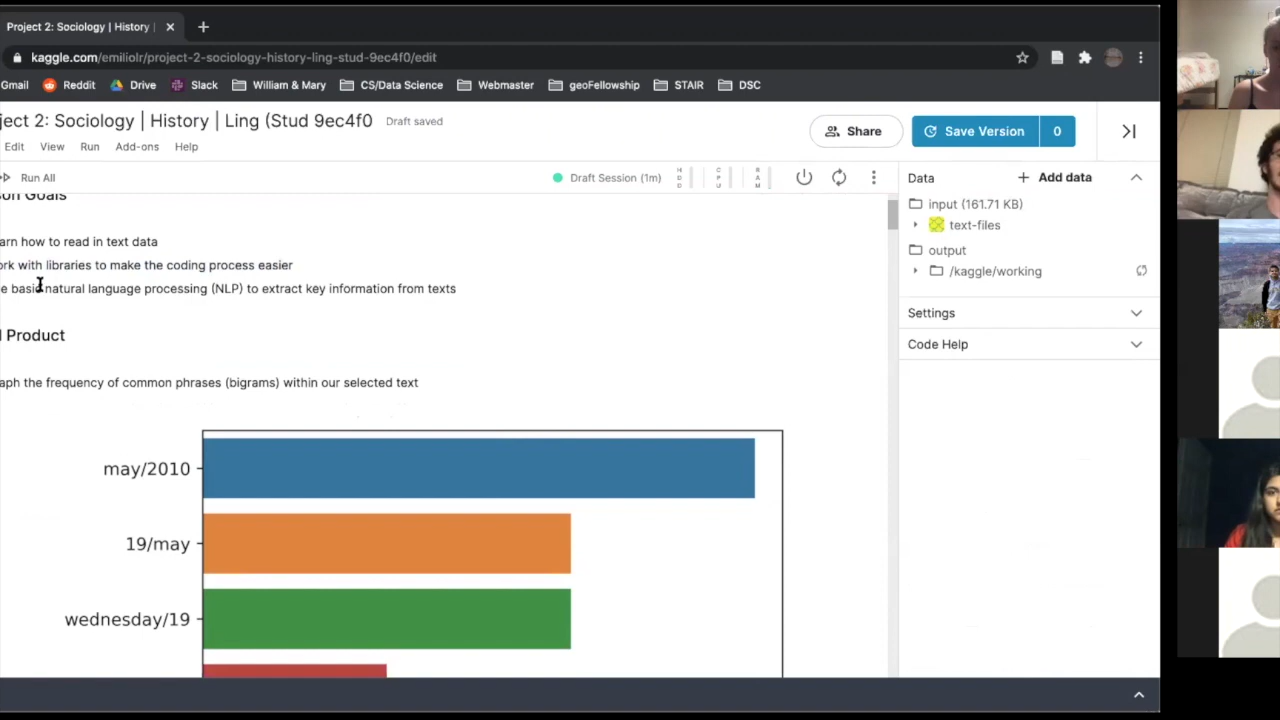 Project 2: Sociology | History |
kaggle.com/emiliolr/project-2-sociology-history-ling-stud-9ec4f0/edit
Gmail Reddit Drive Slack William & Mary CS/Data Science Webmaster geoFellowship STAIR DSC
ject 2: Sociology | History | Ling (Stud 9ec4f0 Draft saved
Share
Save Version 0
Edit View Run Add-ons Help
Run All
Draft Session (1m)
HDD
CPU
RAM
Data
Add data
input (161.71 KB)
text-files
output
/kaggle/working
Settings
Code Help
son Goals
arn how to read in text data
ork with libraries to make the coding process easier
e basic natural language processing (NLP) to extract key information from texts
l Product
aph the frequency of common phrases (bigrams) within our selected text
may/2010
19/may
wednesday/19